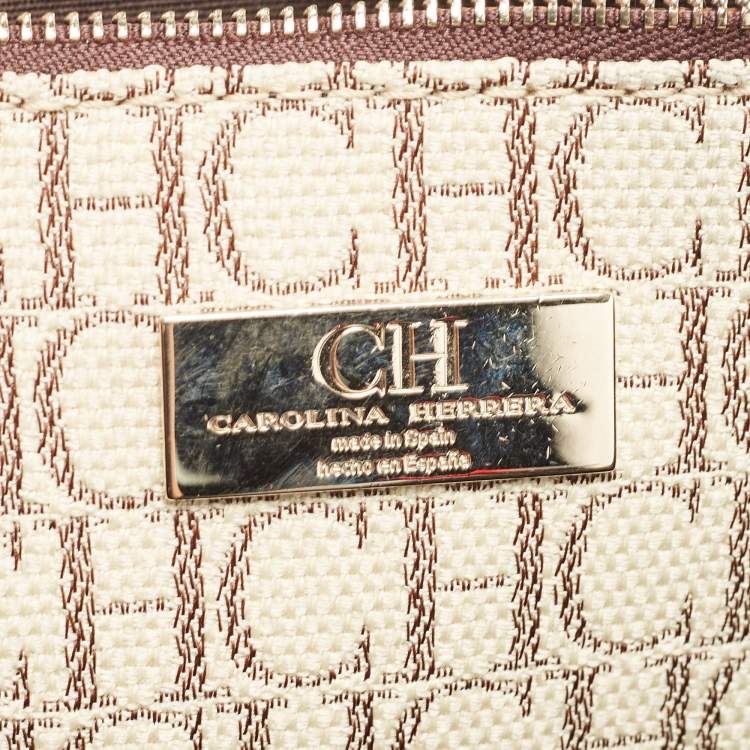 CH
CAROLINA HERRERA
made in Spain
hecho en España